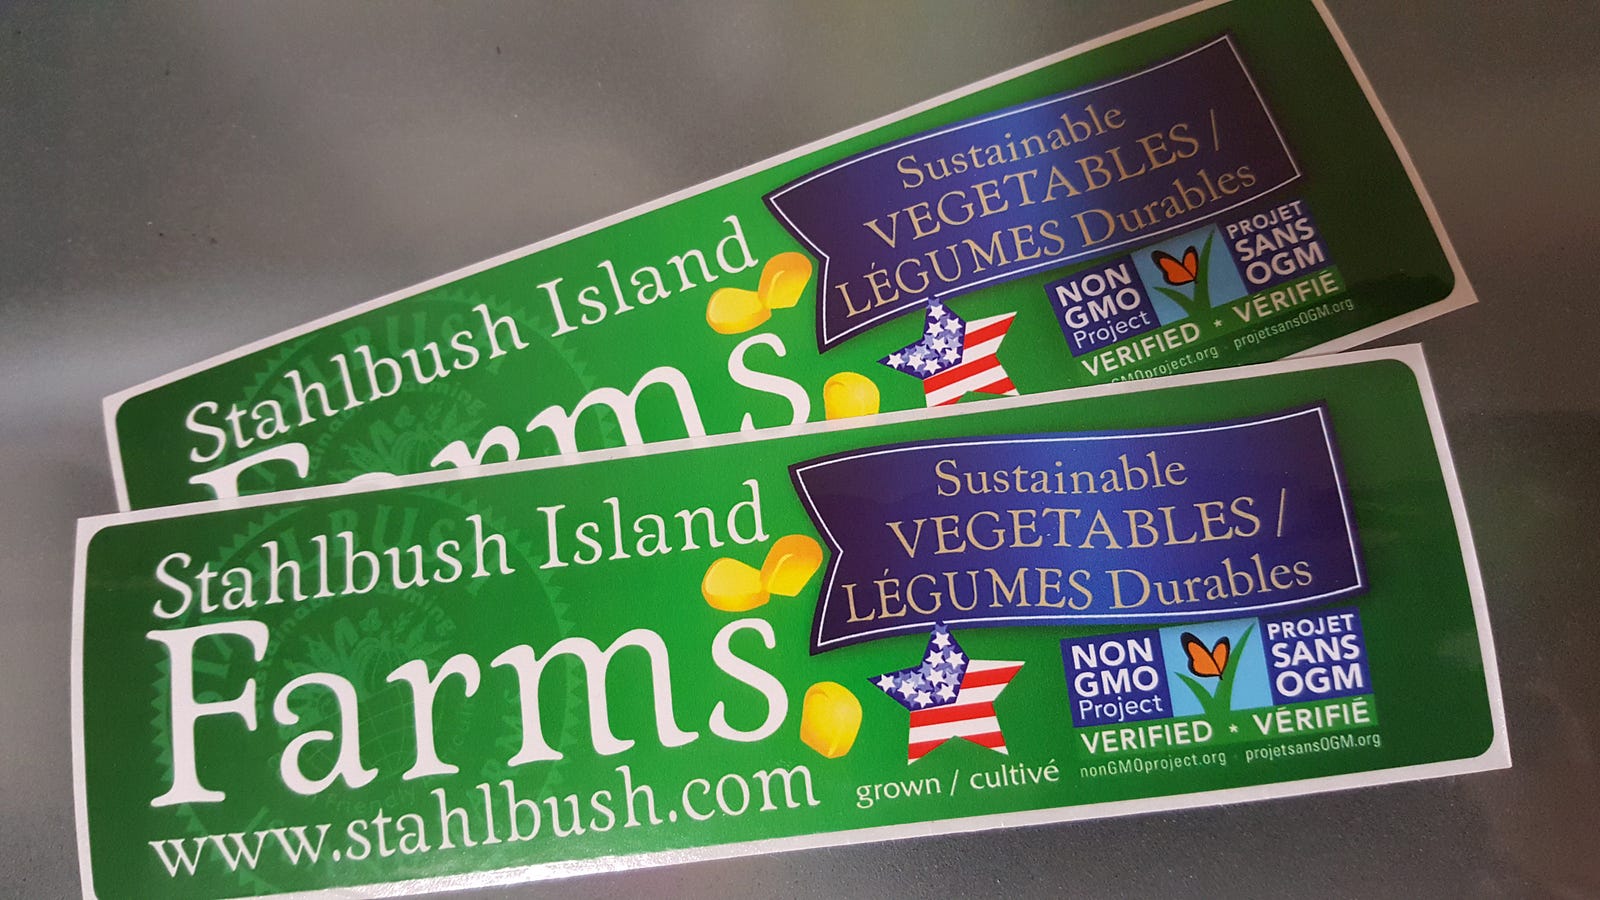 Stahlbush Island
Farms
Sustainable
VEGETABLES /
LÉGUMES Durables
NON
GMO
Project
VERIFIED * VÉRIFIÉ
PROJET
SANS
OGM
GMOproject.org projetsansOGM.org
Stahlbush Island
Farms
www.stahlbush.com
Sustainable
VEGETABLES /
LÉGUMES Durables
grown / cultivé
NON
GMO
Project
VERIFIED * VÉRIFIÉ
PROJET
SANS
OGM
nonGMOproject.org · projetsansOGM.org